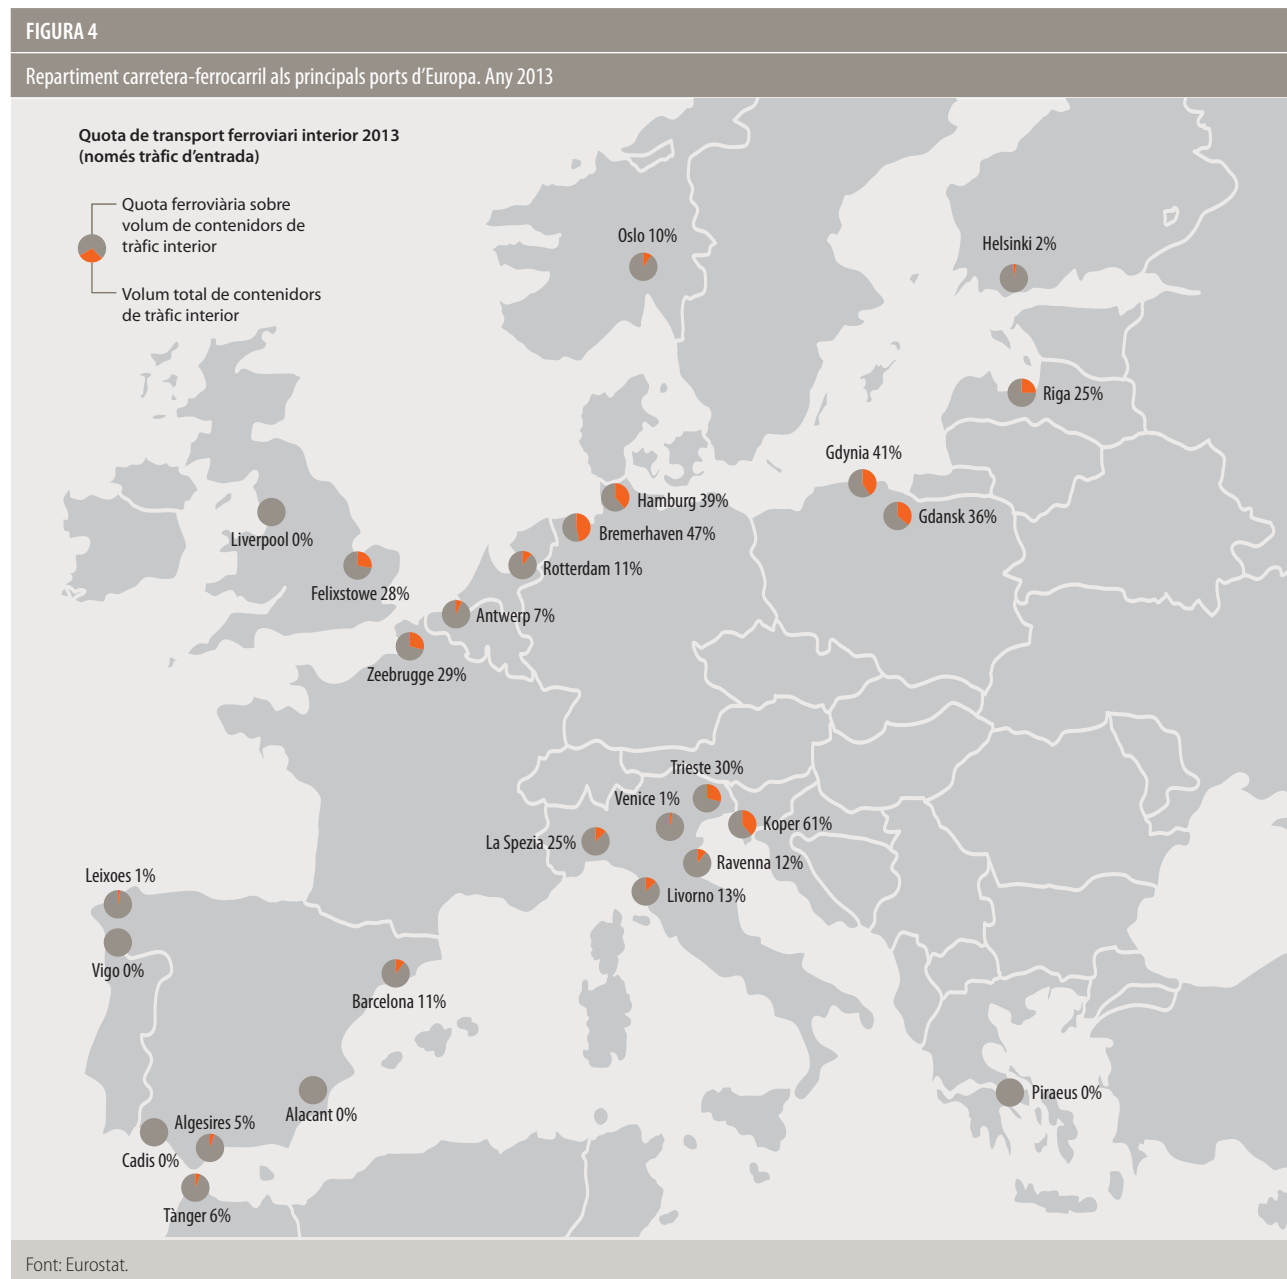 FIGURA 4
Repartiment carretera-ferrocarril als principals ports d'Europa. Any 2013
Quota de transport ferroviari interior 2013
(només tràfic d'entrada)
Quota ferroviària sobre
volum de contenidors de
tràfic interior
Volum total de contenidors
de tràfic interior
Oslo 10%
Helsinki 2%
Riga 25%
Gdynia 41%
Gdansk 36%
Hamburg 39%
Bremerhaven 47%
Rotterdam 11%
Liverpool 0%
Felixstowe 28%
Antwerp 7%
Zeebrugge 29%
Trieste 30%
Venice 1%
Koper 61%
La Spezia 25%
Ravenna 12%
Livorno 13%
Leixoes 1%
Vigo 0%
Barcelona 11%
Alacant 0%
Algesires 5%
Cadis 0%
Tànger 6%
Piraeus 0%
Font: Eurostat.